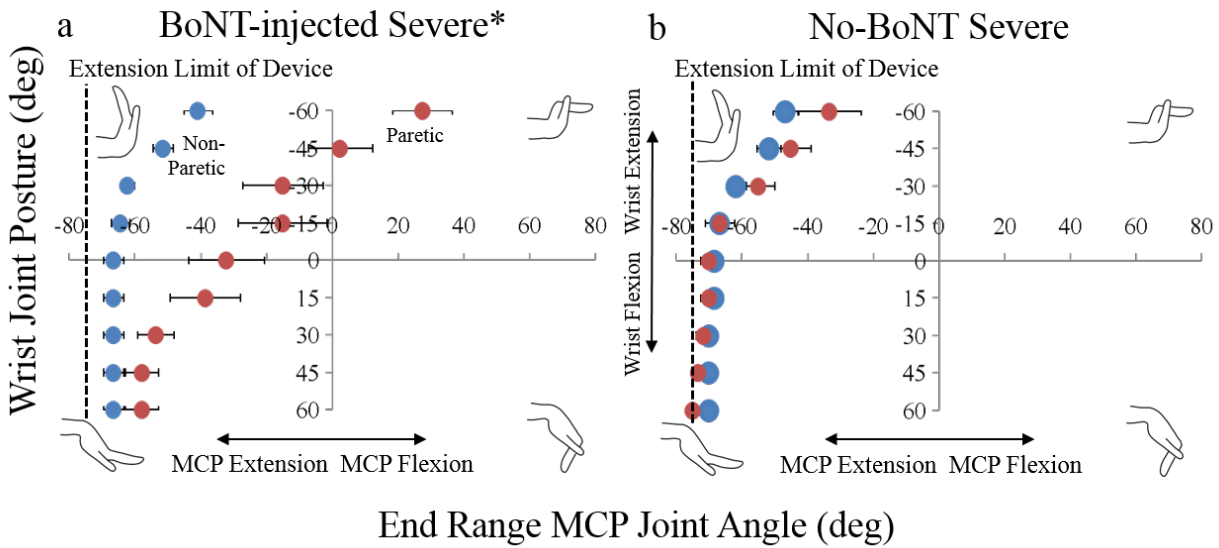 a
BoNT-injected Severe*
b
No-BoNT Severe
Wrist Joint Posture (deg)
Extension Limit of Device
-60
Non-
Paretic
Paretic
-45
-30
-15
-80 -60 -40 -20 0 20 40 60 80
0
15
30
45
60
MCP Extension MCP Flexion
Extension Limit of Device
Wrist Extension
Wrist Flexion
-60
-45
-30
-15
-80 -60 -40 -20 0 20 40 60 80
0
15
30
45
60
MCP Extension MCP Flexion
End Range MCP Joint Angle (deg)